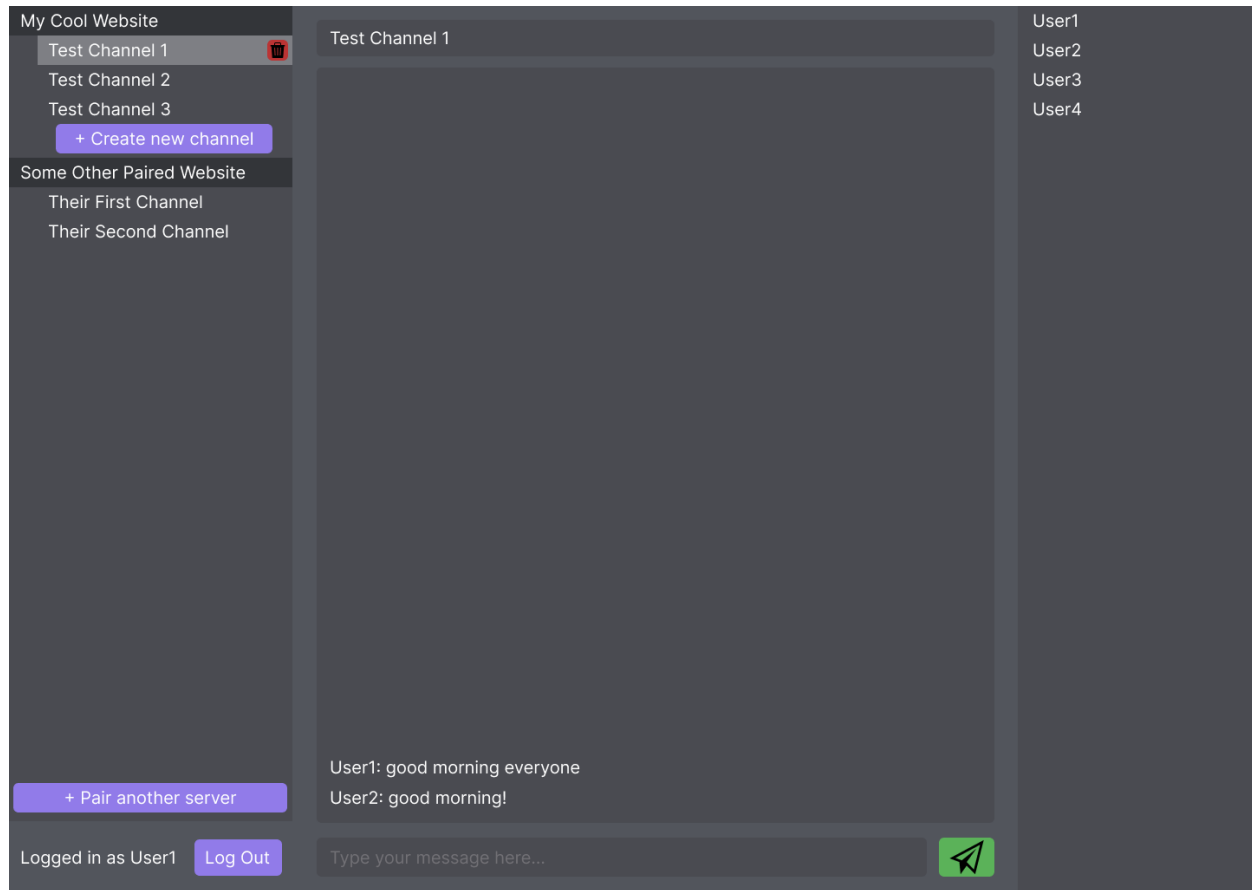 My Cool Website
Test Channel 1
Test Channel 2
Test Channel 3
+ Create new channel
Some Other Paired Website
Their First Channel
Their Second Channel
+ Pair another server
Logged in as User1
Log Out
Test Channel 1
User1: good morning everyone
User2: good morning!
Type your message here...
User1
User2
User3
User4